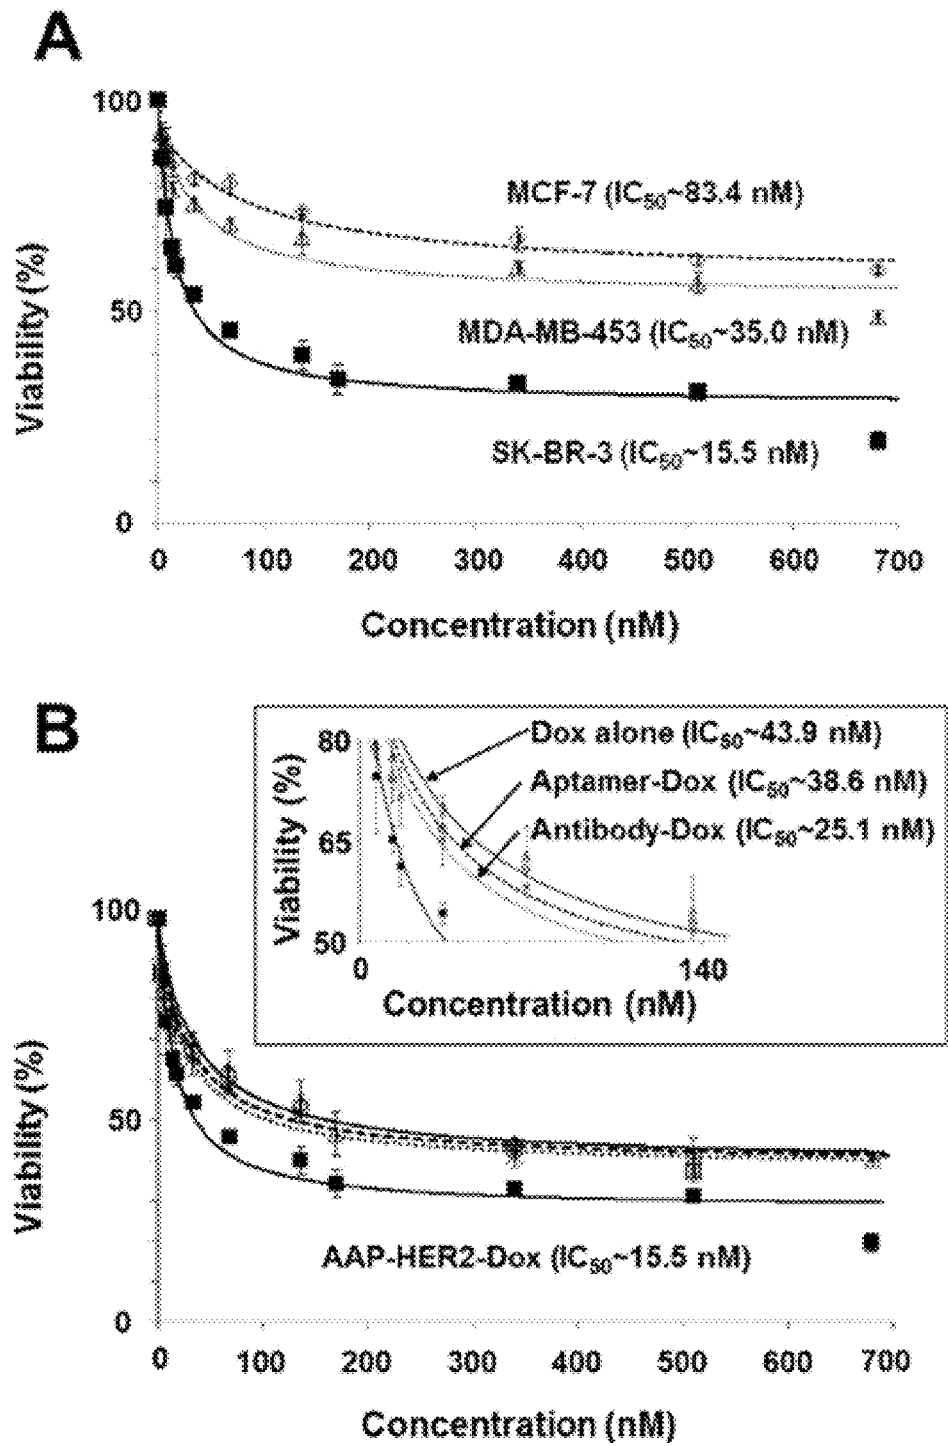 A
100
50
0
Viability (%)
MCF-7 (IC50~83.4 nM)
MDA-MB-453 (IC50~35.0 nM)
SK-BR-3 (IC50~15.5 nM)
0 100 200 300 400 500 600 700
Concentration (nM)
B
80
65
50
Viability (%)
Dox alone (IC50~43.9 nM)
Aptamer-Dox (IC50~38.6 nM)
Antibody-Dox (IC50~25.1 nM)
0 140
Concentration (nM)
100
50
0
Viability (%)
AAP-HER2-Dox (IC50~15.5 nM)
0 100 200 300 400 500 600 700
Concentration (nM)